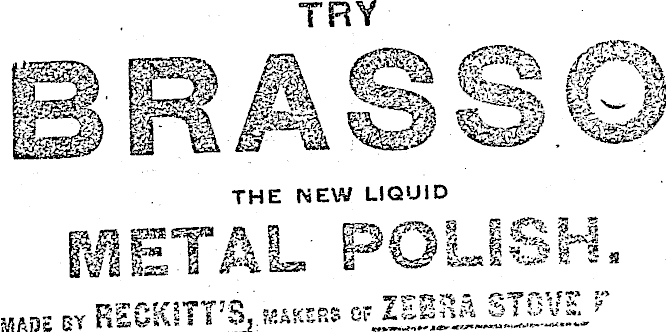 TRY
BRASSO
THE NEW LIQUID
METAL POLISH.
MADE BY RECKITT'S, MAKERS OF ZEBRA STOVE